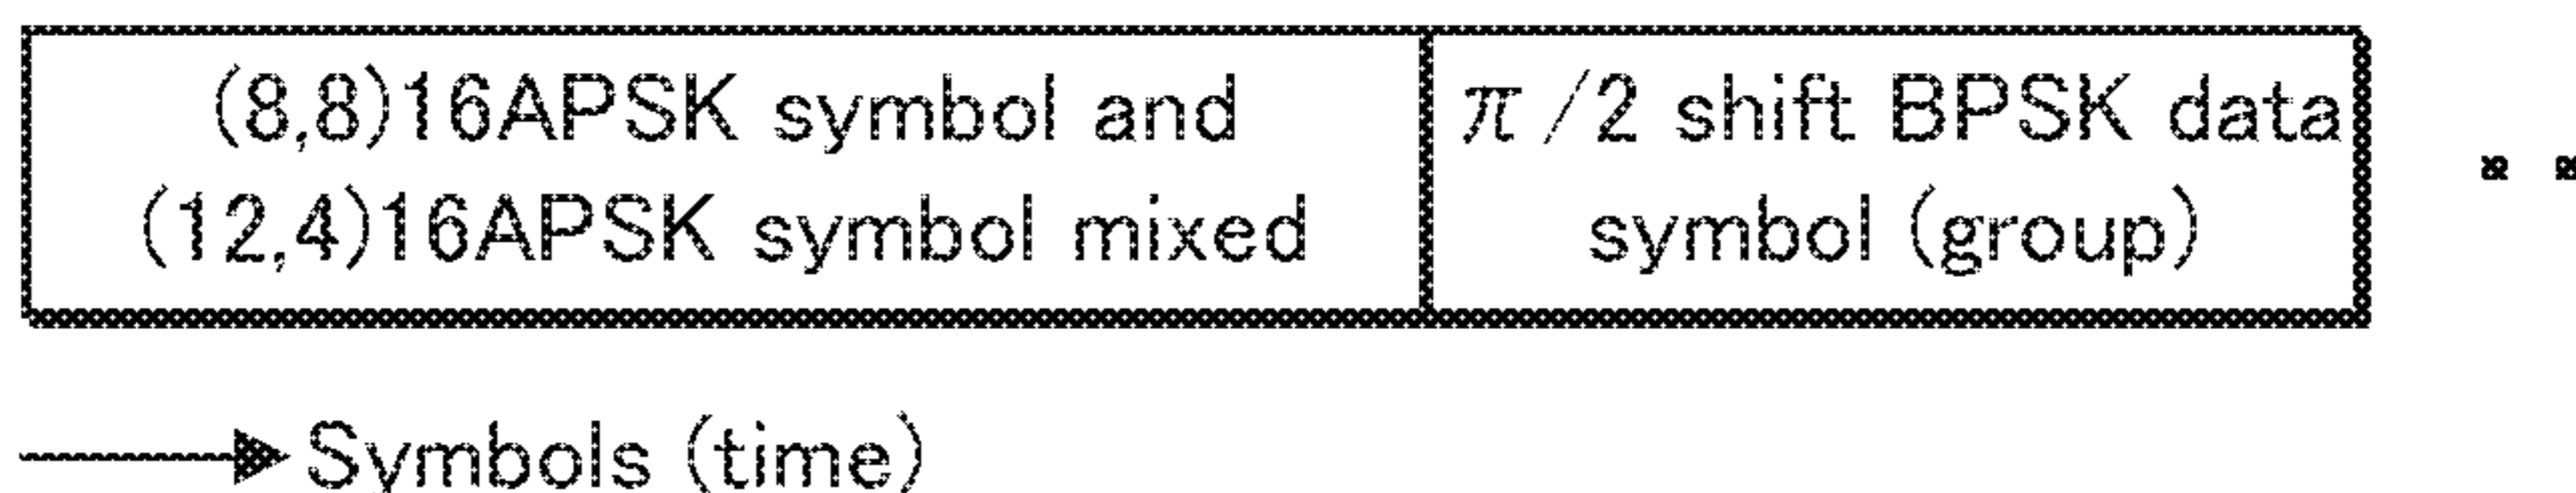 (8,8)16APSK symbol and
(12,4)16APSK symbol mixed
π/2 shift BPSK data
symbol (group)
Symbols (time)